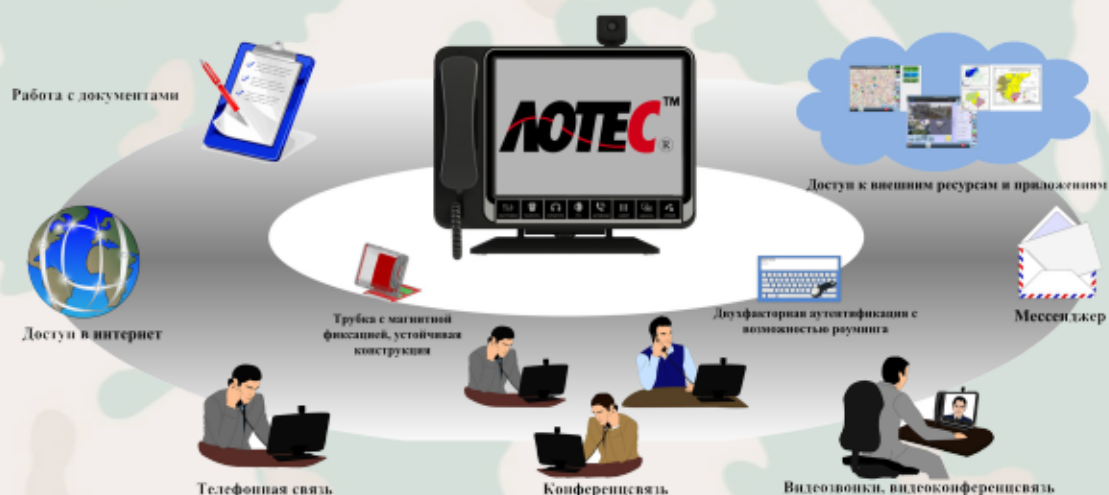 Работа с документами
ΛOTEC™
®
Доступ к внешним ресурсам и приложениям
Доступ в интернет
Трубка с магнитной
фиксацией, устойчивая
конструкция
Двухфакторная аутентификация с
возможностью роуминга
Мессенджер
Телефонная связь
Конференцсвязь
Видеозвонки, видеоконференцсвязь